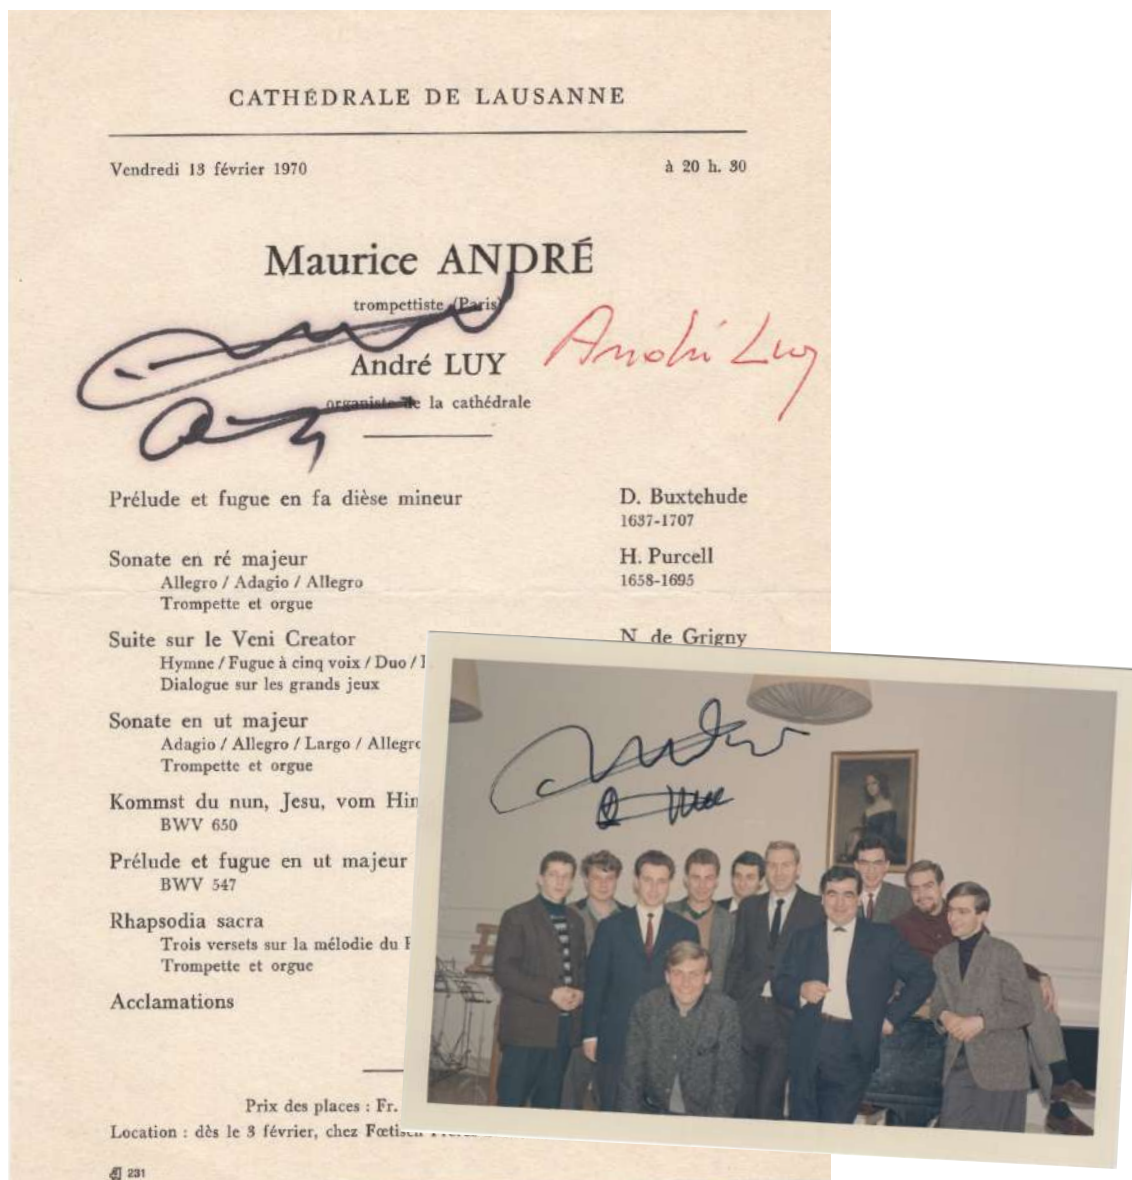 CATHÉDRALE DE LAUSANNE
Vendredi 13 février 1970 à 20 h. 30
Maurice ANDRÉ
trompettiste (Paris)
André Luy
André LUY
organiste de la cathédrale
Prélude et fugue en fa dièse mineur D. Buxtehude
1637-1707
Sonate en ré majeur H. Purcell
Allegro / Adagio / Allegro 1658-1695
Trompette et orgue
Suite sur le Veni Creator N. de Grigny
Hymne / Fugue à cinq voix / Duo /
Dialogue sur les grands jeux
Sonate en ut majeur
Adagio / Allegro / Largo / Allegro
Trompette et orgue
Kommst du nun, Jesu, vom
BWV 650
Prélude et fugue en ut majeur
BWV 547
Rhapsodia sacra
Trois versets sur la mélodie du
Trompette et orgue
Acclamations
Prix des places : Fr.
Location : dès le 3 février, chez Fœtisch
231